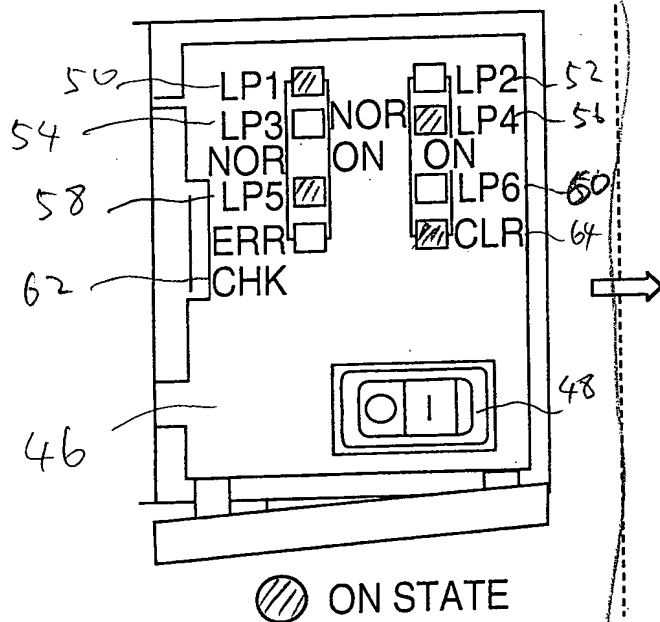 50 LP1 LP2 52
54 LP3 NOR LP4 56
NOR ON ON
58 LP5 LP6 60
ERR CLR 64
62 CHK
48
46
ON STATE